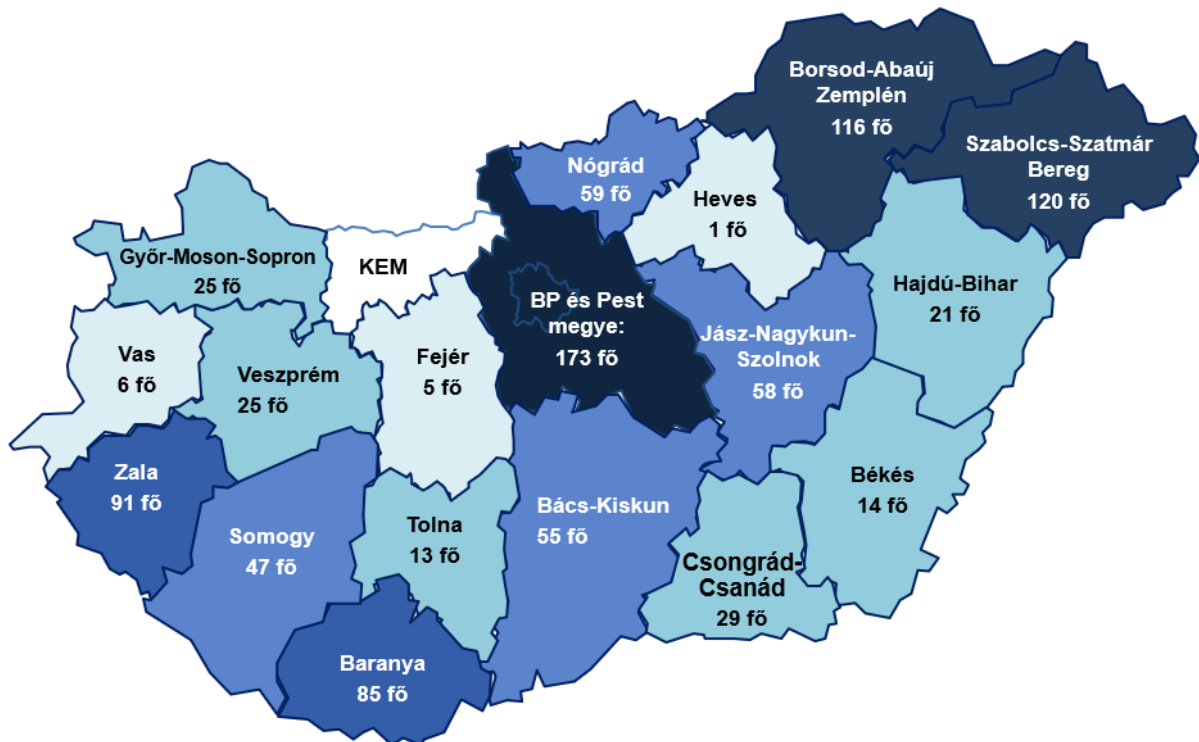 Borsod-Abaúj
Zemplén
116 fő
Szabolcs-Szatmár
Bereg
120 fő
Nógrád
59 fő
Heves
1 fő
Győr-Moson-Sopron
25 fő
KEM
BP és Pest
megye:
173 fő
Hajdú-Bihar
21 fő
Jász-Nagykun-
Szolnok
58 fő
Vas
6 fő
Veszprém
25 fő
Fejér
5 fő
Zala
91 fő
Somogy
47 fő
Tolna
13 fő
Bács-Kiskun
55 fő
Békés
14 fő
Csongrád-
Csanád
29 fő
Baranya
85 fő